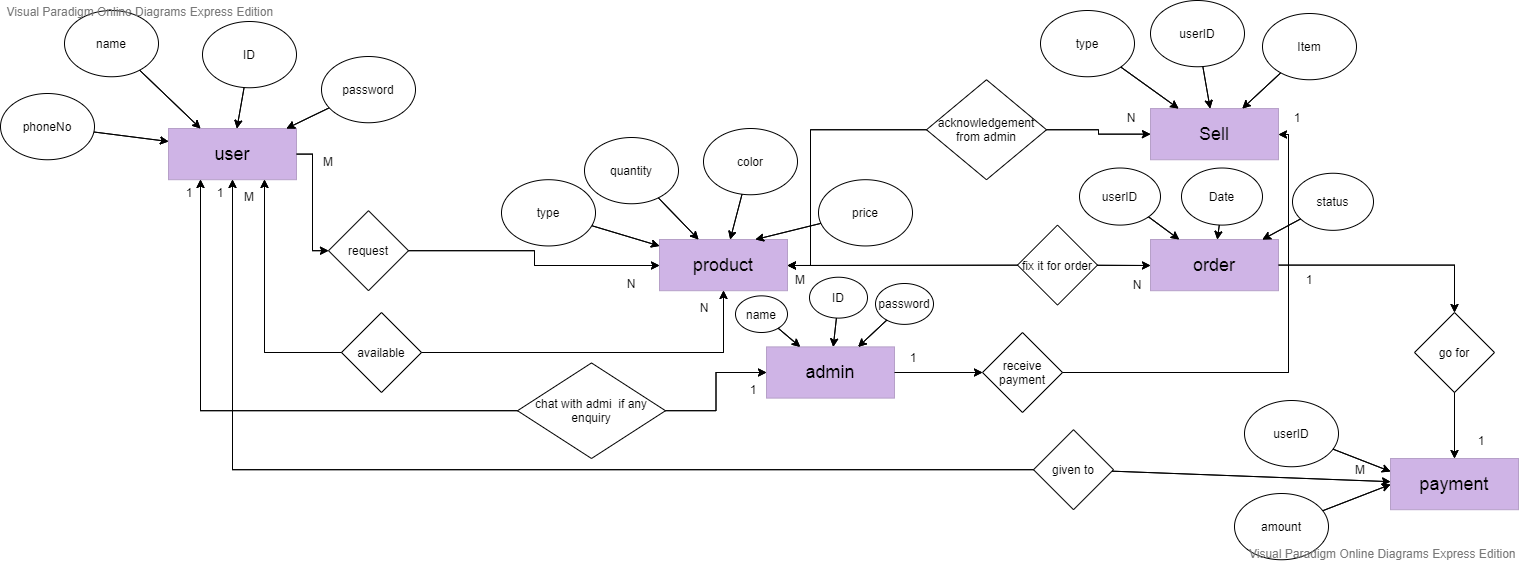 Visual Paradigm Online Diagrams Express Edition
name
ID
password
phoneNo
user
1
1
M
M
request
type
quantity
color
price
product
N
N
M
available
chat with admi if any
enquiry
name
ID
password
admin
1
1
receive
payment
acknowledgement
from admin
type
userID
Item
N
Sell
1
userID
Date
status
fix it for order
N
order
1
go for
1
given to
userID
M
payment
amount
Visual Paradigm Online Diagrams Express Edition